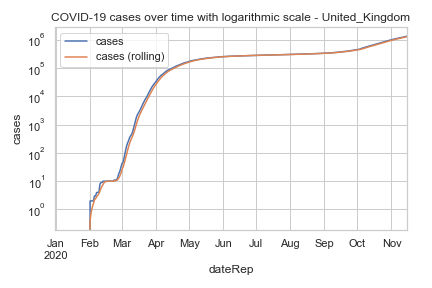 COVID-19 cases over time with logarithmic scale - United_Kingdom
cases
cases (rolling)
10⁶
10⁵
10⁴
10³
10²
10¹
10⁰
cases
Jan Feb Mar Apr May Jun Jul Aug Sep Oct Nov
2020
dateRep